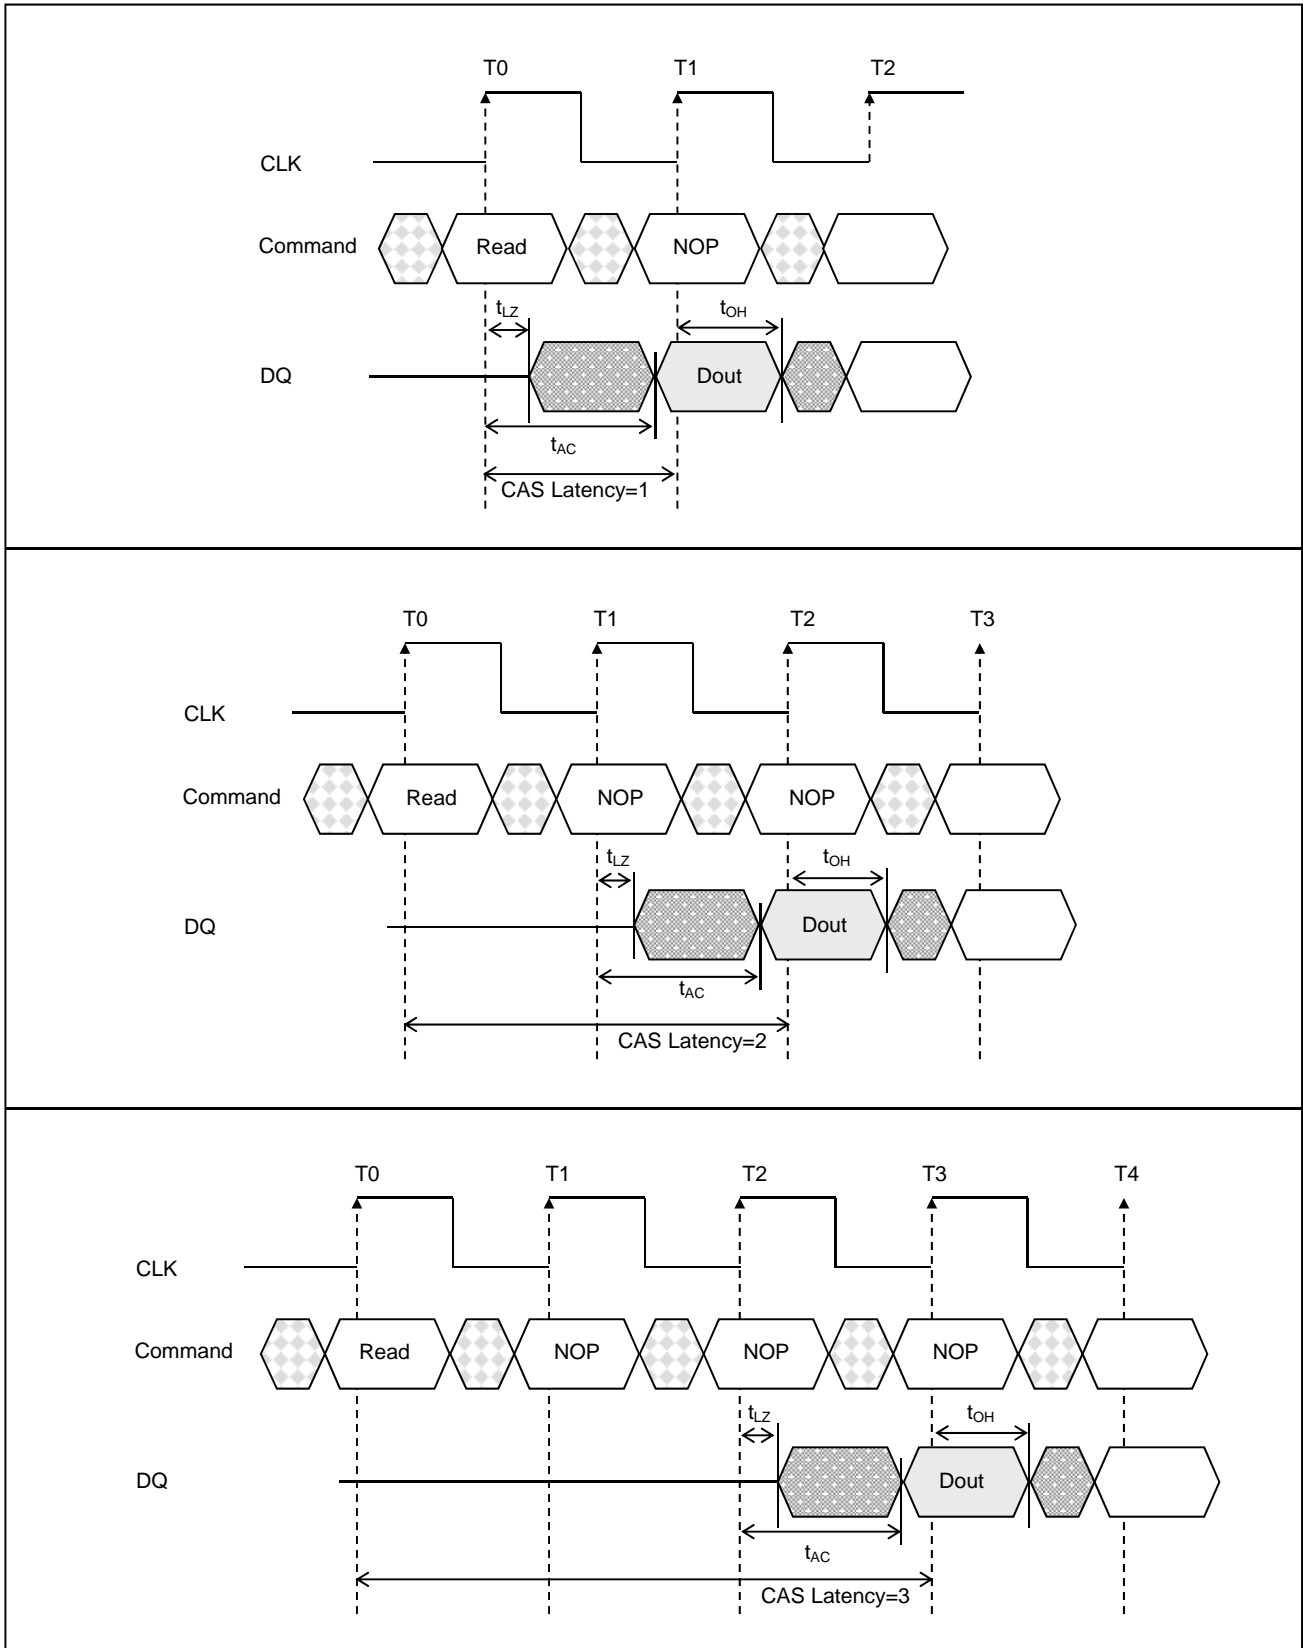 T0 T1 T2
CLK
Command Read NOP
tLZ tOH
DQ Dout
tAC
CAS Latency=1
T0 T1 T2 T3
CLK
Command Read NOP NOP
tLZ tOH
DQ Dout
tAC
CAS Latency=2
T0 T1 T2 T3 T4
CLK
Command Read NOP NOP NOP
tLZ tOH
DQ Dout
tAC
CAS Latency=3